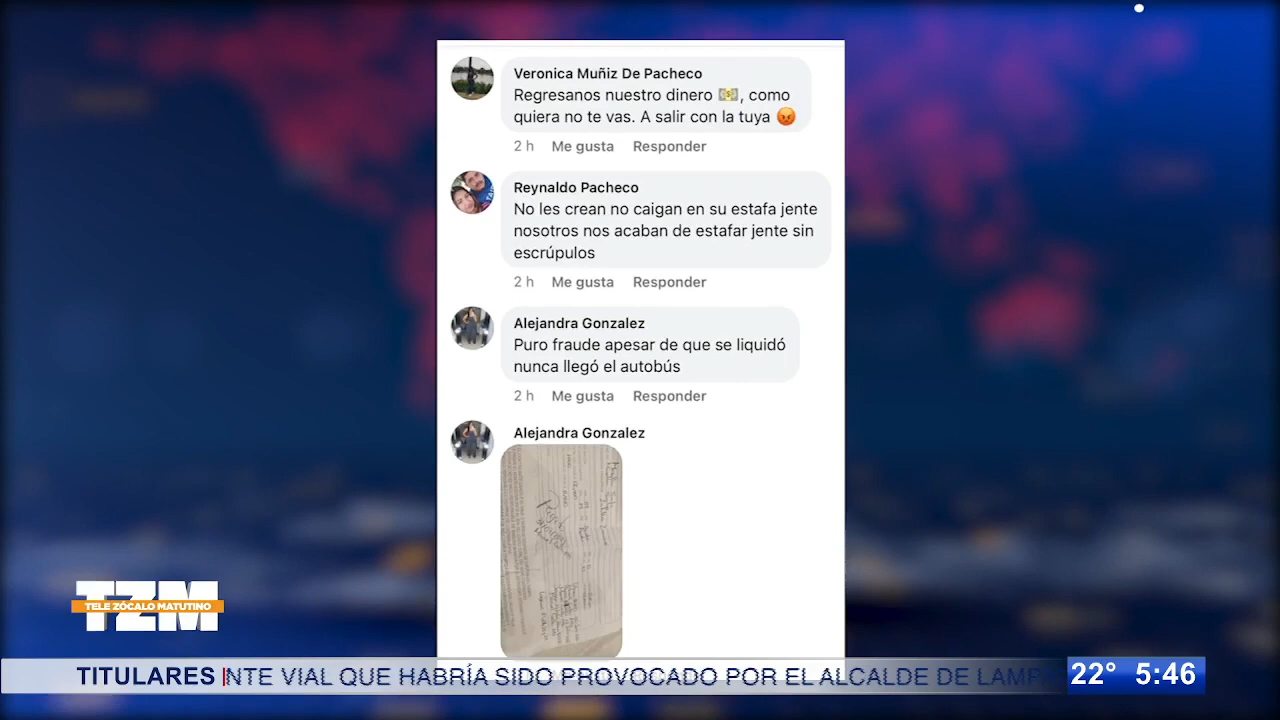 Veronica Muñiz De Pacheco
Regresanos nuestro dinero 💵, como
quiera no te vas. A salir con la tuya 😡
2 h Me gusta Responder
Reynaldo Pacheco
No les crean no caigan en su estafa jente
nosotros nos acaban de estafar jente sin
escrúpulos
2 h Me gusta Responder
Alejandra Gonzalez
Puro fraude apesar de que se liquidó
nunca llegó el autobús
2 h Me gusta Responder
Alejandra Gonzalez
TZM
TELE ZÓCALO MATUTINO
TITULARES NTE VIAL QUE HABRÍA SIDO PROVOCADO POR EL ALCALDE DE LAMP
22° 5:46